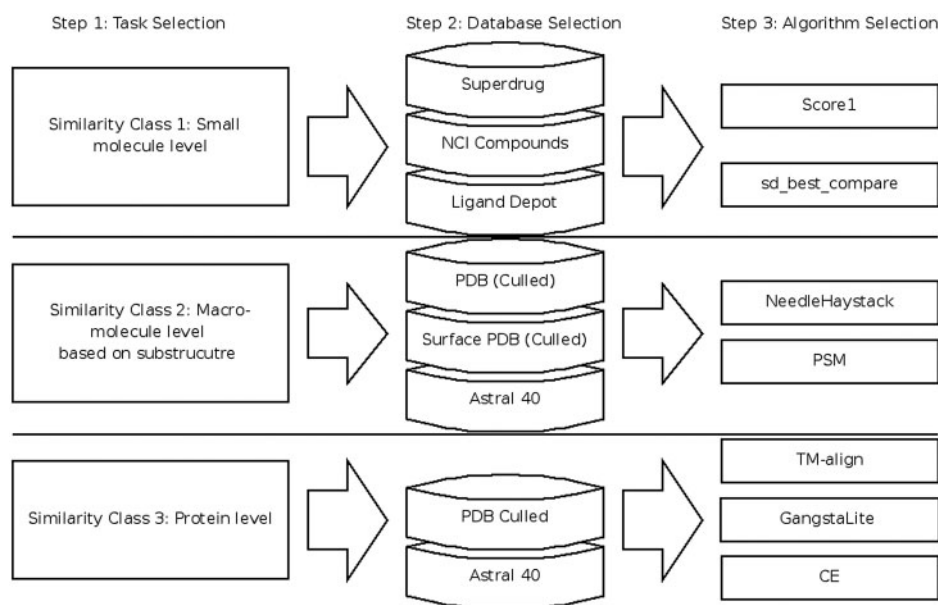 Step 1: Task Selection
Step 2: Database Selection
Step 3: Algorithm Selection
Similarity Class 1: Small
molecule level
Superdrug
NCI Compounds
Ligand Depot
Score1
sd_best_compare
Similarity Class 2: Macro-
molecule level
based on substrucutre
PDB (Culled)
Surface PDB (Culled)
Astral 40
NeedleHaystack
PSM
Similarity Class 3: Protein level
PDB Culled
Astral 40
TM-align
GangstaLite
CE